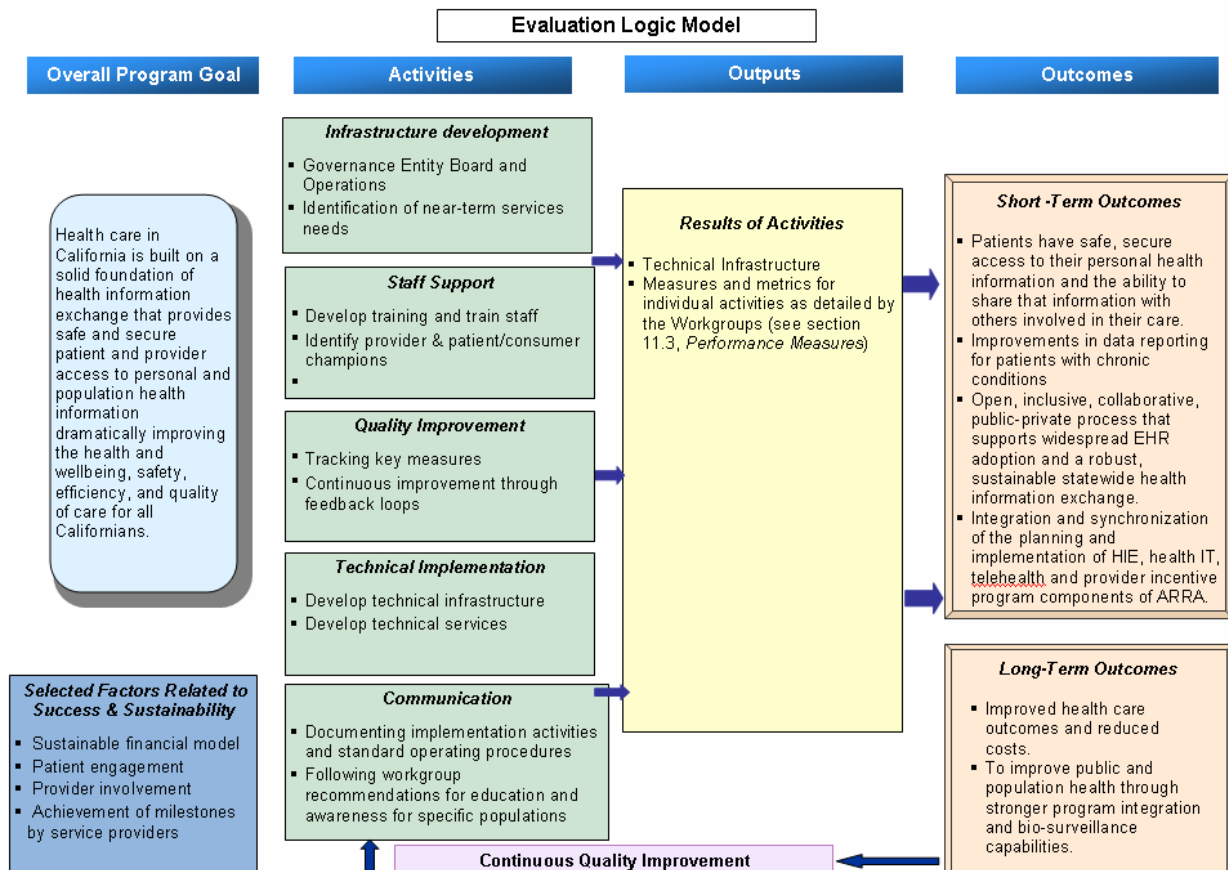 Evaluation Logic Model
Overall Program Goal
Activities
Outputs
Outcomes
Health care in
California is built on a
solid foundation of
health information
exchange that provides
safe and secure
patient and provider
access to personal and
population health
information
dramatically improving
the health and
wellbeing, safety,
efficiency, and quality
of care for all
Californians.
Selected Factors Related to
Success & Sustainability
▪ Sustainable financial model
▪ Patient engagement
▪ Provider involvement
▪ Achievement of milestones
by service providers
Infrastructure development
▪ Governance Entity Board and
Operations
▪ Identification of near-term services
needs
Staff Support
▪ Develop training and train staff
▪ Identify provider & patient/consumer
champions
▪
Quality Improvement
▪ Tracking key measures
▪ Continuous improvement through
feedback loops
Technical Implementation
▪ Develop technical infrastructure
▪ Develop technical services
Communication
▪ Documenting implementation activities
and standard operating procedures
▪ Following workgroup
recommendations for education and
awareness for specific populations
Results of Activities
▪ Technical Infrastructure
▪ Measures and metrics for
individual activities as detailed by
the Workgroups (see section
11.3, Performance Measures)
Short -Term Outcomes
▪ Patients have safe, secure
access to their personal health
information and the ability to
share that information with
others involved in their care.
▪ Improvements in data reporting
for patients with chronic
conditions
▪ Open, inclusive, collaborative,
public-private process that
supports widespread EHR
adoption and a robust,
sustainable statewide health
information exchange.
▪ Integration and synchronization
of the planning and
implementation of HIE, health IT,
telehealth and provider incentive
program components of ARRA.
Long-Term Outcomes
▪ Improved health care
outcomes and reduced
costs.
▪ To improve public and
population health through
stronger program integration
and bio-surveillance
capabilities.
Continuous Quality Improvement